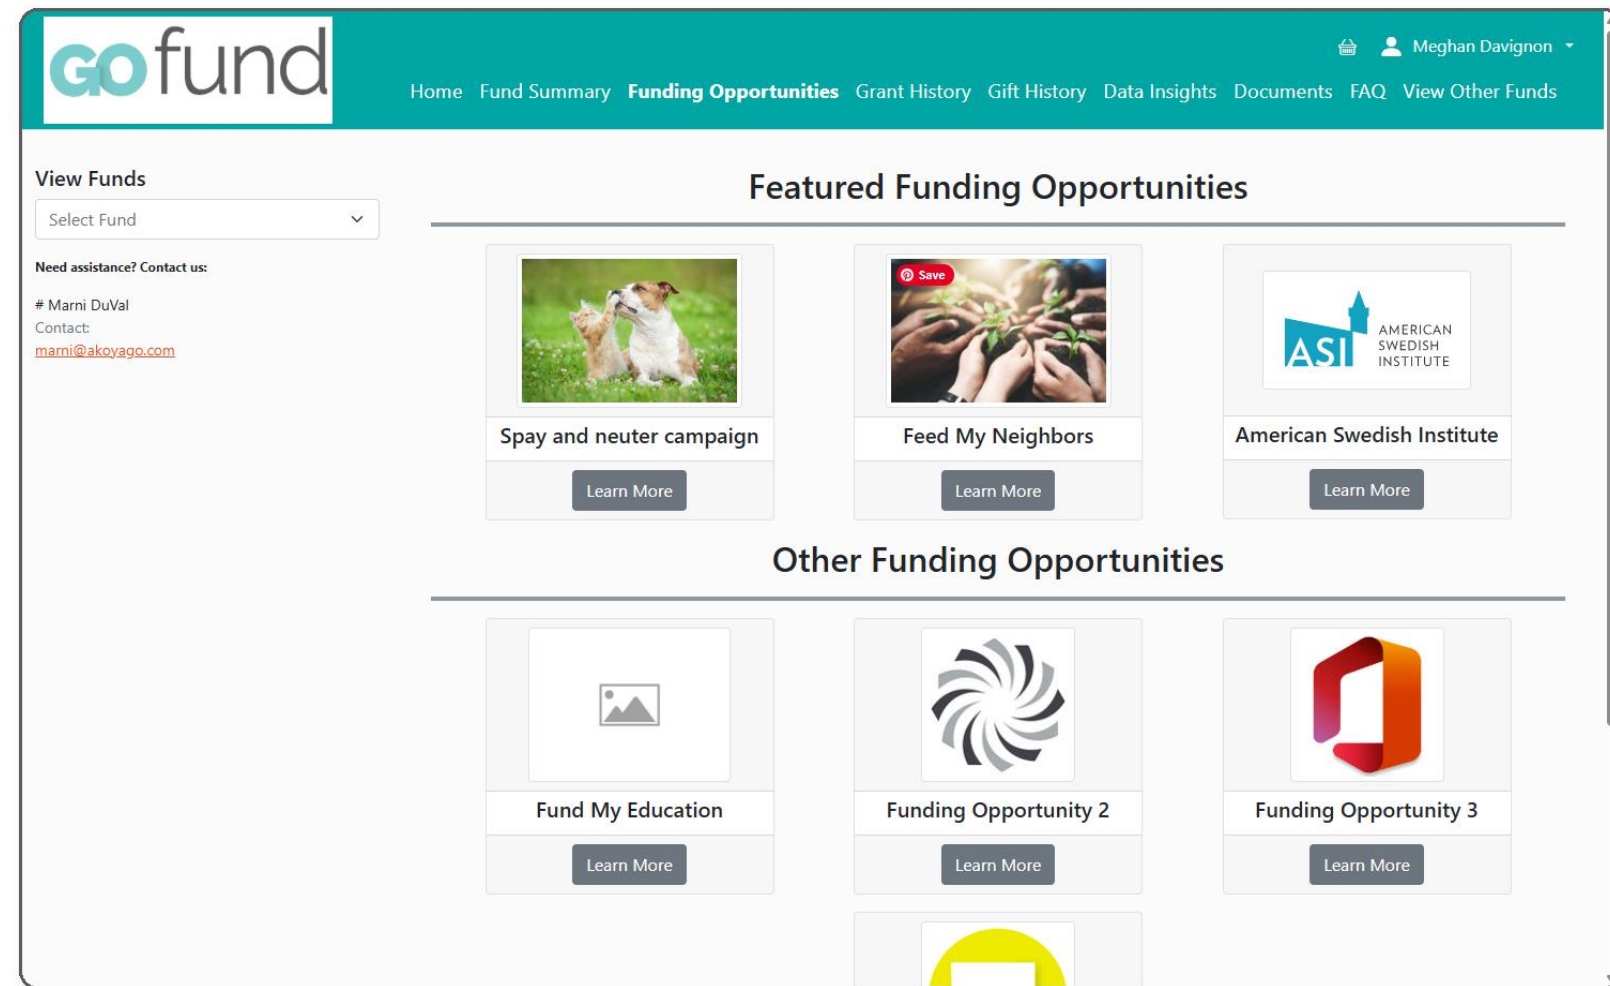 GOfund
Meghan Davignon
Home Fund Summary Funding Opportunities Grant History Gift History Data Insights Documents FAQ View Other Funds
View Funds
Select Fund
Need assistance? Contact us:
# Marni DuVal
Contact:
marni@akoyago.com
Featured Funding Opportunities
Save
ASI
AMERICAN
SWEDISH
INSTITUTE
Spay and neuter campaign
Feed My Neighbors
American Swedish Institute
Learn More
Learn More
Learn More
Other Funding Opportunities
Fund My Education
Funding Opportunity 2
Funding Opportunity 3
Learn More
Learn More
Learn More